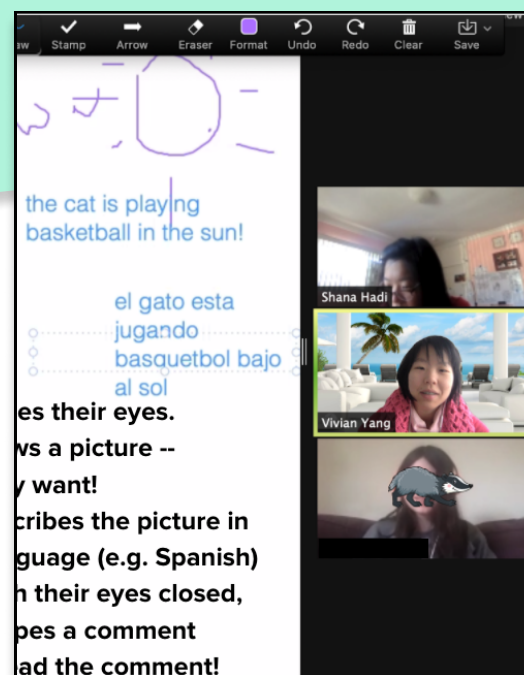 Stamp Arrow Eraser Format Undo Redo Clear Save
the cat is playing
basketball in the sun!
el gato esta
jugando
basquetbol bajo
al sol
es their eyes.
a picture --
want!
cribes the picture in
guage (e.g. Spanish)
their eyes closed,
pes a comment
ad the comment!
Shana Hadi
Vivian Yang